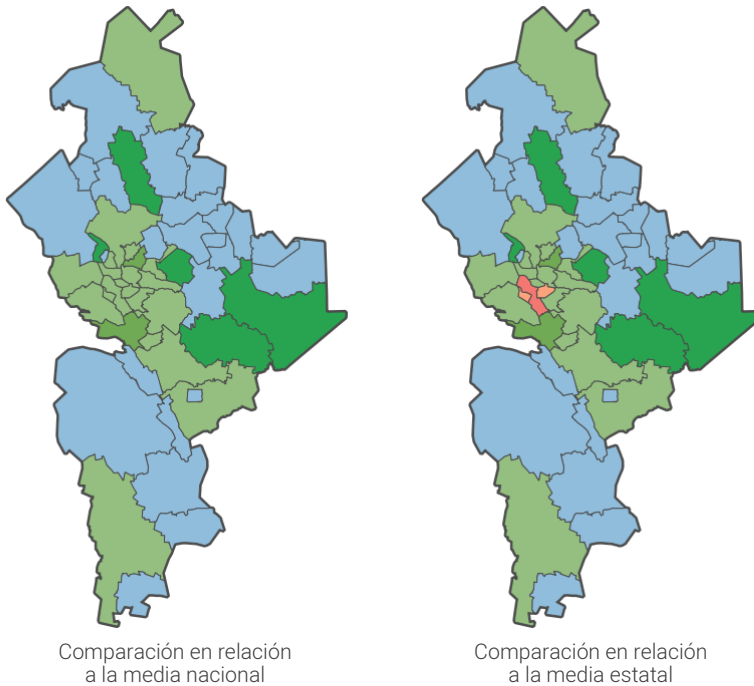 Comparación en relación
a la media nacional
Comparación en relación
a la media estatal